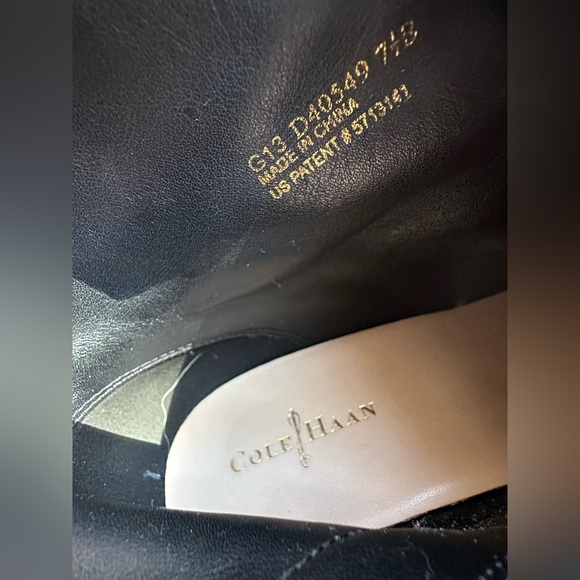 G13 D40549 7½B
MADE IN CHINA
US PATENT # 5713141
COLE HAAN